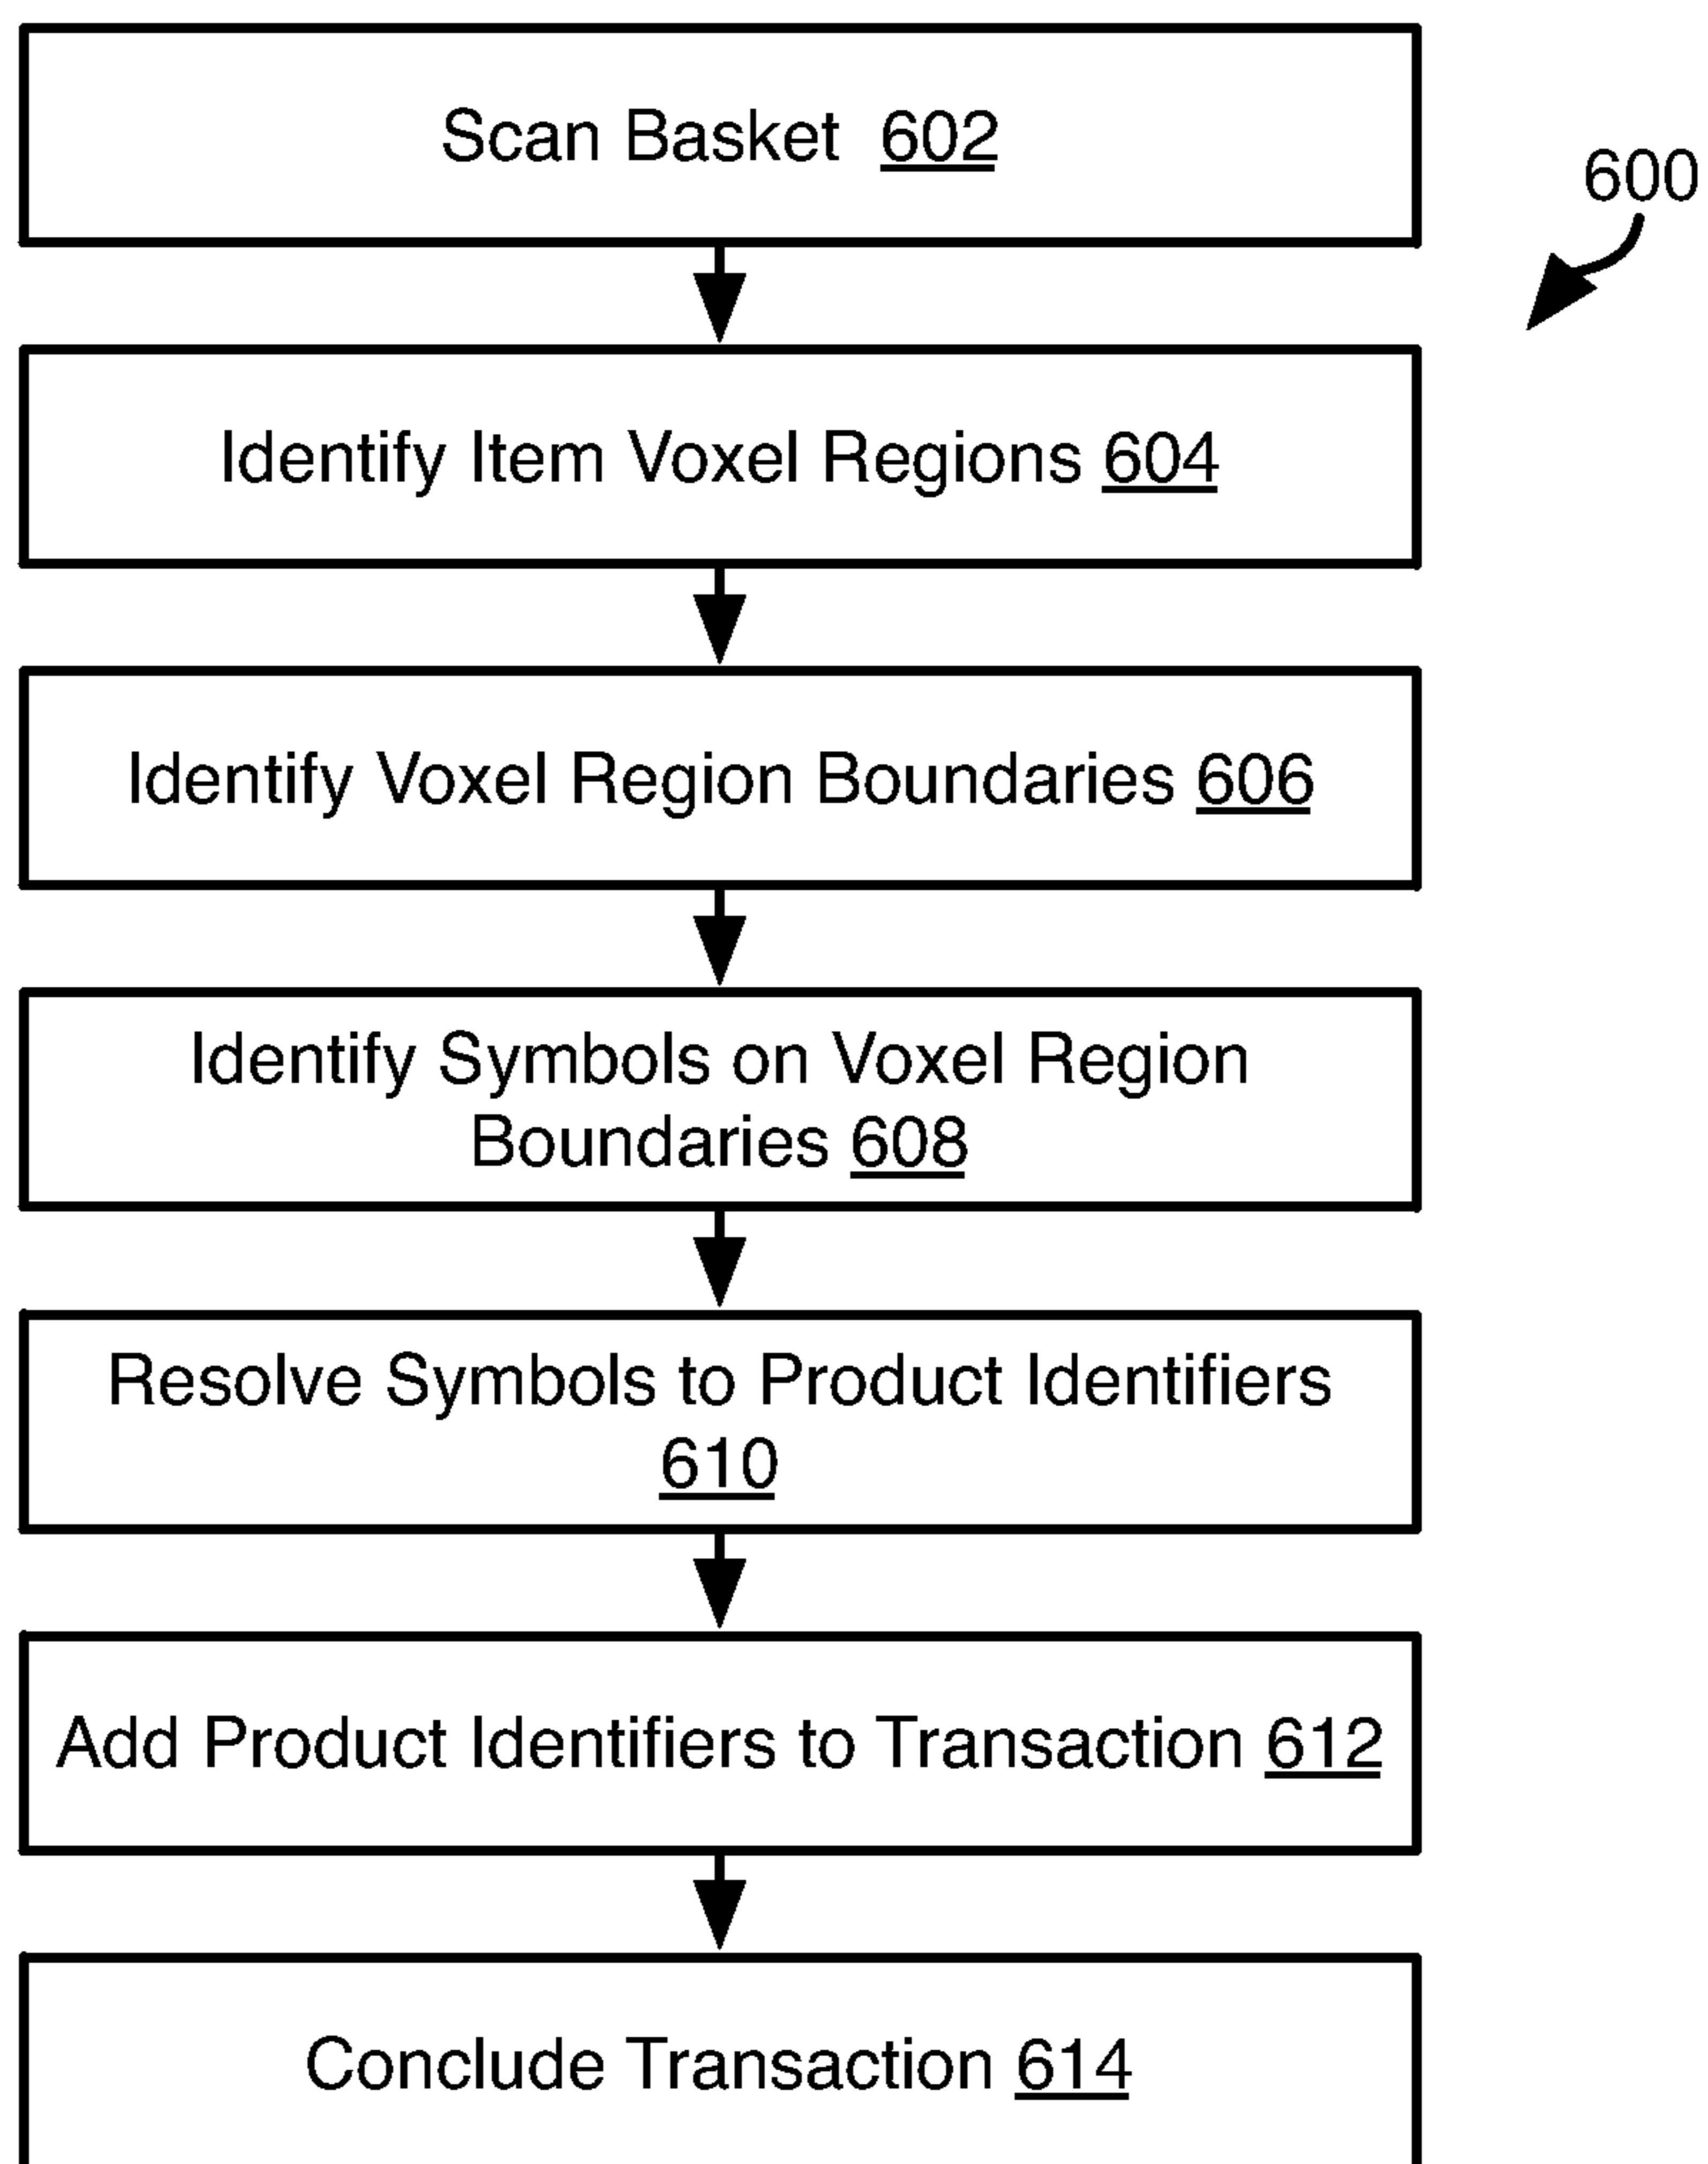 Scan Basket 602
600
Identify Item Voxel Regions 604
Identify Voxel Region Boundaries 606
Identify Symbols on Voxel Region
Boundaries 608
Resolve Symbols to Product Identifiers
610
Add Product Identifiers to Transaction 612
Conclude Transaction 614